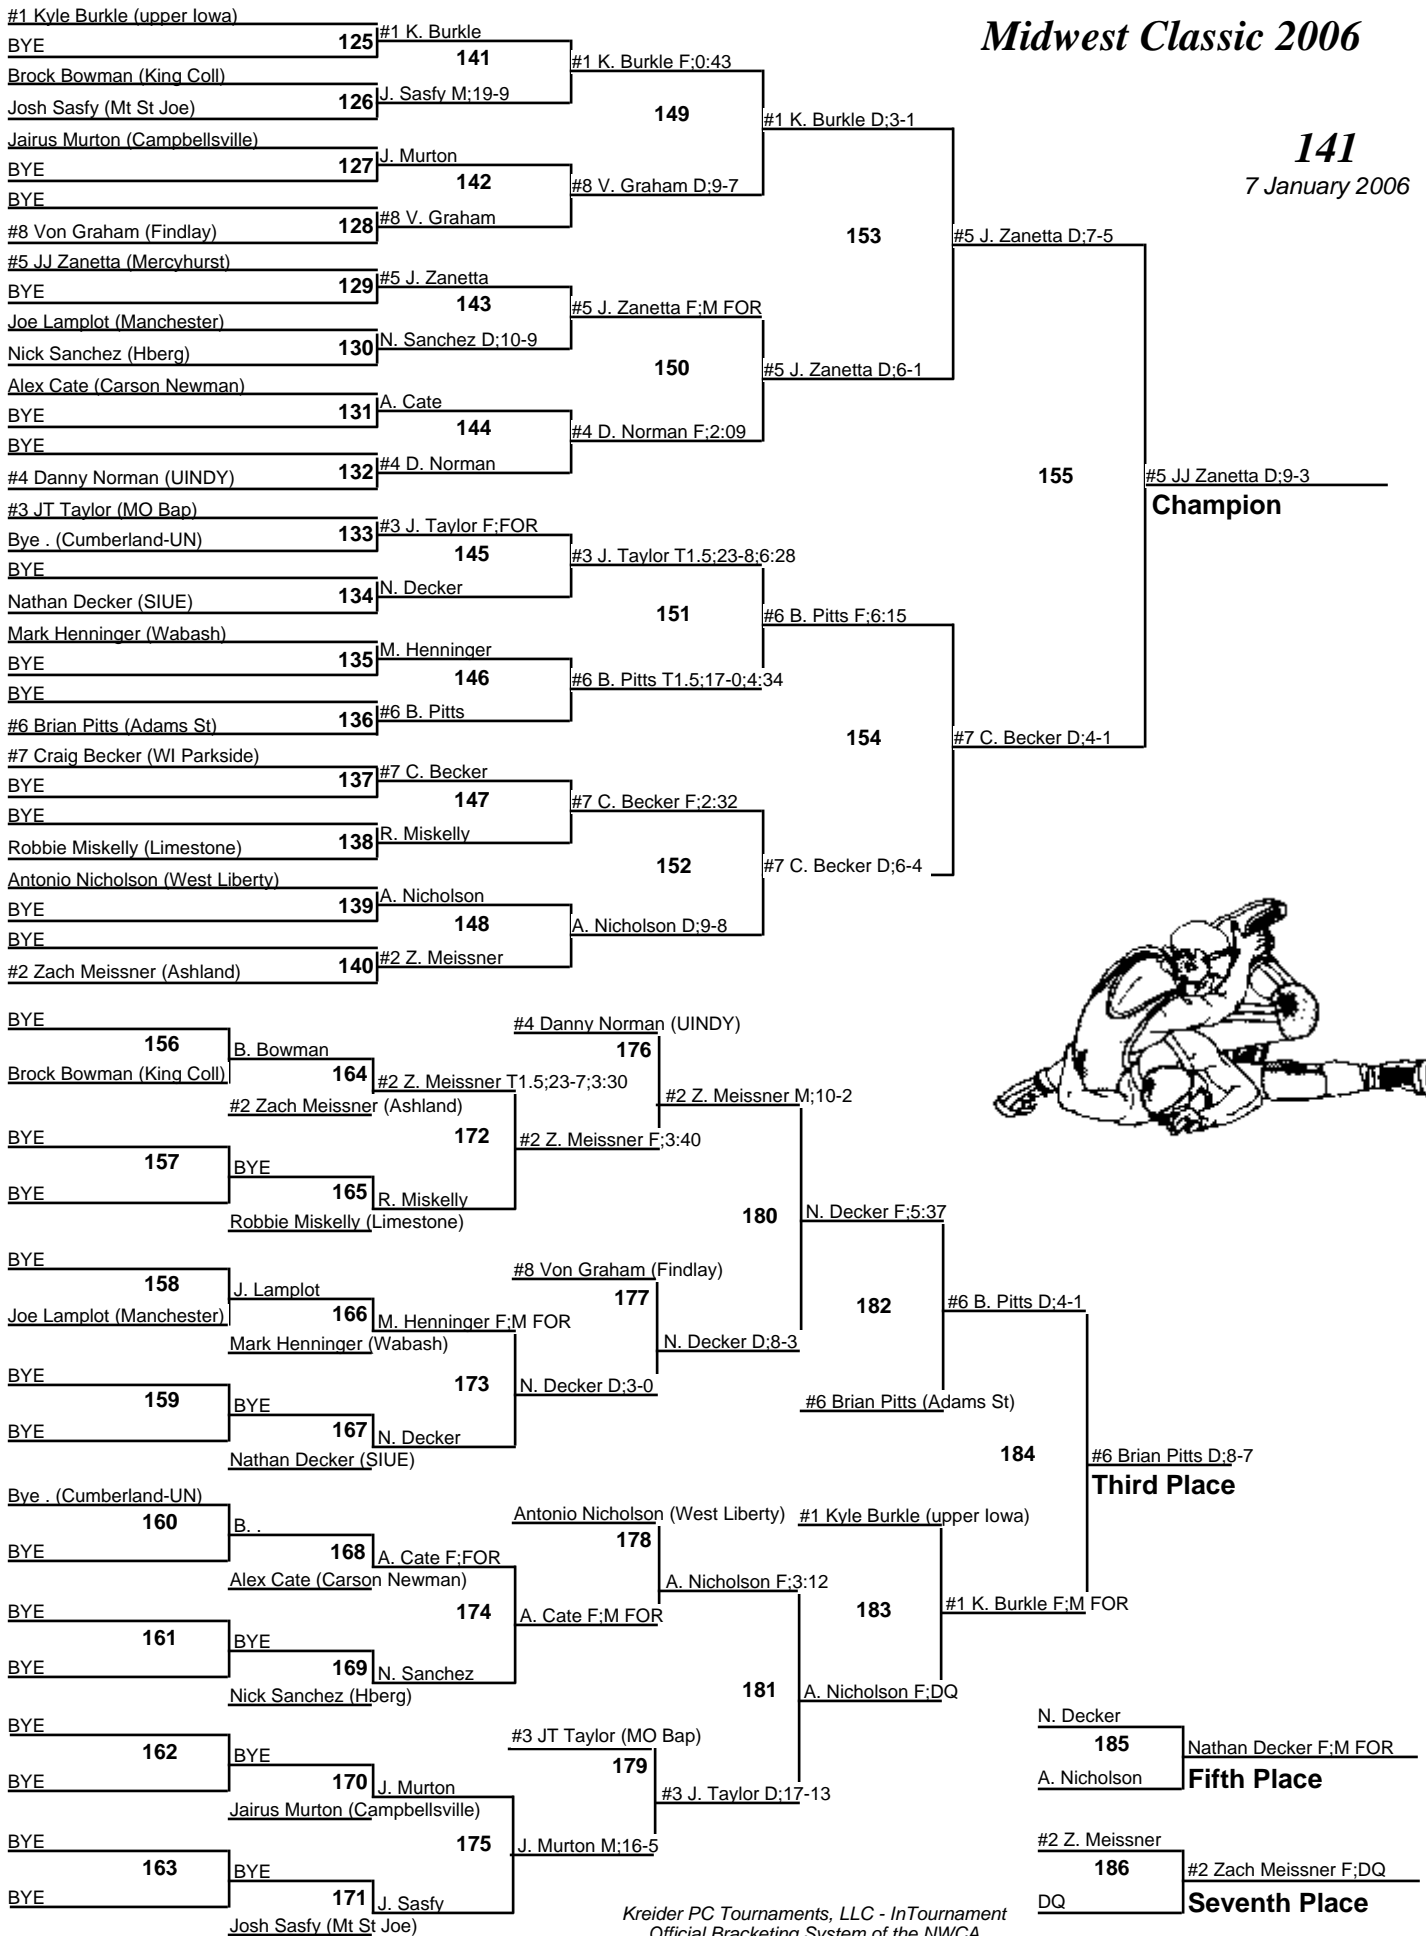 Midwest Classic 2006
141
7 January 2006
#1 Kyle Burkle (upper Iowa)
BYE
125
#1 K. Burkle
141
Brock Bowman (King Coll)
Josh Sasfy (Mt St Joe)
126
J. Sasfy M;19-9
#1 K. Burkle F;0:43
149
Jairus Murton (Campbellsville)
BYE
127
J. Murton
142
BYE
#8 Von Graham (Findlay)
128
#8 V. Graham
#8 V. Graham D;9-7
#1 K. Burkle D;3-1
153
#5 JJ Zanetta (Mercyhurst)
BYE
129
#5 J. Zanetta
143
Joe Lamplot (Manchester)
Nick Sanchez (Hberg)
130
N. Sanchez D;10-9
#5 J. Zanetta F;M FOR
150
Alex Cate (Carson Newman)
BYE
131
A. Cate
144
BYE
#4 Danny Norman (UINDY)
132
#4 D. Norman
#4 D. Norman F;2:09
#5 J. Zanetta D;6-1
#5 J. Zanetta D;7-5
155
#5 JJ Zanetta D;9-3
Champion
#3 JT Taylor (MO Bap)
Bye . (Cumberland-UN)
133
#3 J. Taylor F;FOR
145
BYE
Nathan Decker (SIUE)
134
N. Decker
#3 J. Taylor T1.5;23-8;6:28
151
Mark Henninger (Wabash)
BYE
135
M. Henninger
146
BYE
#6 Brian Pitts (Adams St)
136
#6 B. Pitts
#6 B. Pitts T1.5;17-0;4:34
#6 B. Pitts F;6:15
154
#7 Craig Becker (WI Parkside)
BYE
137
#7 C. Becker
147
BYE
Robbie Miskelly (Limestone)
138
R. Miskelly
#7 C. Becker F;2:32
152
Antonio Nicholson (West Liberty)
BYE
139
A. Nicholson
148
BYE
#2 Zach Meissner (Ashland)
140
#2 Z. Meissner
A. Nicholson D;9-8
#7 C. Becker D;6-4
#7 C. Becker D;4-1
BYE
156
Brock Bowman (King Coll)
B. Bowman
164
#2 Zach Meissner (Ashland)
#2 Z. Meissner T1.5;23-7;3:30
172
BYE
157
BYE
BYE
165
Robbie Miskelly (Limestone)
R. Miskelly
#4 Danny Norman (UINDY)
176
#2 Z. Meissner F;3:40
#2 Z. Meissner M;10-2
180
BYE
158
Joe Lamplot (Manchester)
J. Lamplot
166
Mark Henninger (Wabash)
M. Henninger F;M FOR
173
BYE
159
BYE
BYE
167
Nathan Decker (SIUE)
N. Decker
#8 Von Graham (Findlay)
177
N. Decker D;3-0
N. Decker D;8-3
N. Decker F;5:37
182
#6 Brian Pitts (Adams St)
#6 B. Pitts D;4-1
184
#6 Brian Pitts D;8-7
Third Place
Bye . (Cumberland-UN)
160
BYE
B. .
168
Alex Cate (Carson Newman)
A. Cate F;FOR
174
BYE
161
BYE
BYE
169
Nick Sanchez (Hberg)
N. Sanchez
Antonio Nicholson (West Liberty)
178
A. Cate F;M FOR
A. Nicholson F;3:12
181
#1 Kyle Burkle (upper Iowa)
183
A. Nicholson F;DQ
#1 K. Burkle F;M FOR
BYE
162
BYE
BYE
170
Jairus Murton (Campbellsville)
J. Murton
175
BYE
163
BYE
BYE
171
Josh Sasfy (Mt St Joe)
J. Sasfy
#3 JT Taylor (MO Bap)
179
J. Murton M;16-5
#3 J. Taylor D;17-13
N. Decker
185
A. Nicholson
Nathan Decker F;M FOR
Fifth Place
#2 Z. Meissner
186
DQ
#2 Zach Meissner F;DQ
Seventh Place
Kreider PC Tournaments, LLC - InTournament
Official Bracketing System of the NWCA